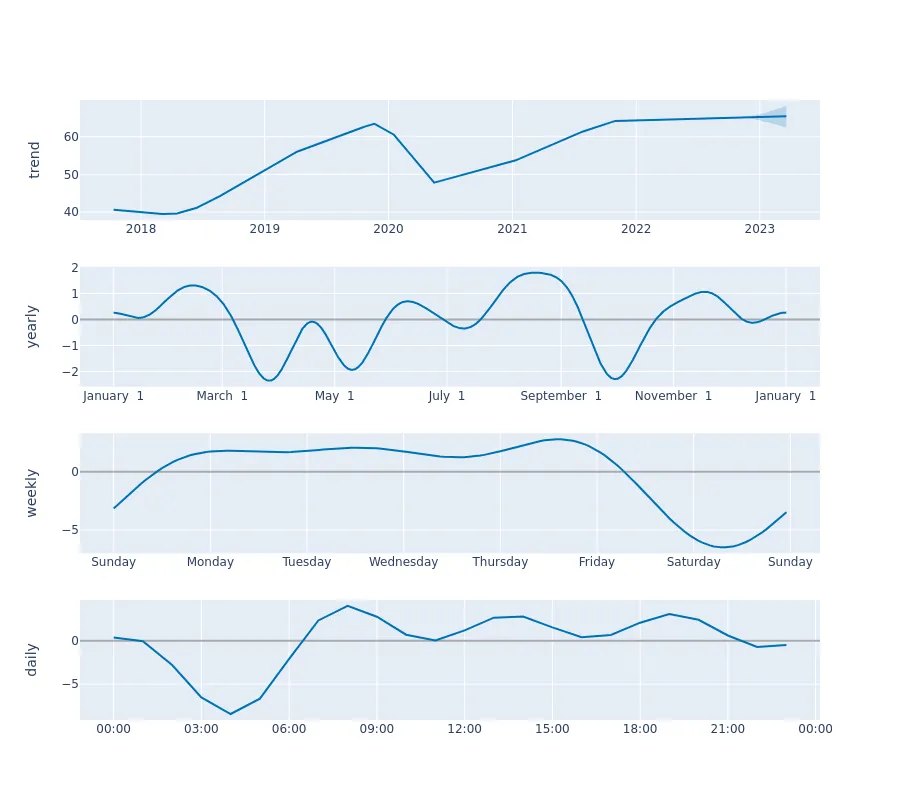 trend
60
50
40
2018 2019 2020 2021 2022 2023
yearly
2
1
0
−1
−2
January 1 March 1 May 1 July 1 September 1 November 1 January 1
weekly
0
−5
Sunday Monday Tuesday Wednesday Thursday Friday Saturday Sunday
daily
0
−5
00:00 03:00 06:00 09:00 12:00 15:00 18:00 21:00 00:00